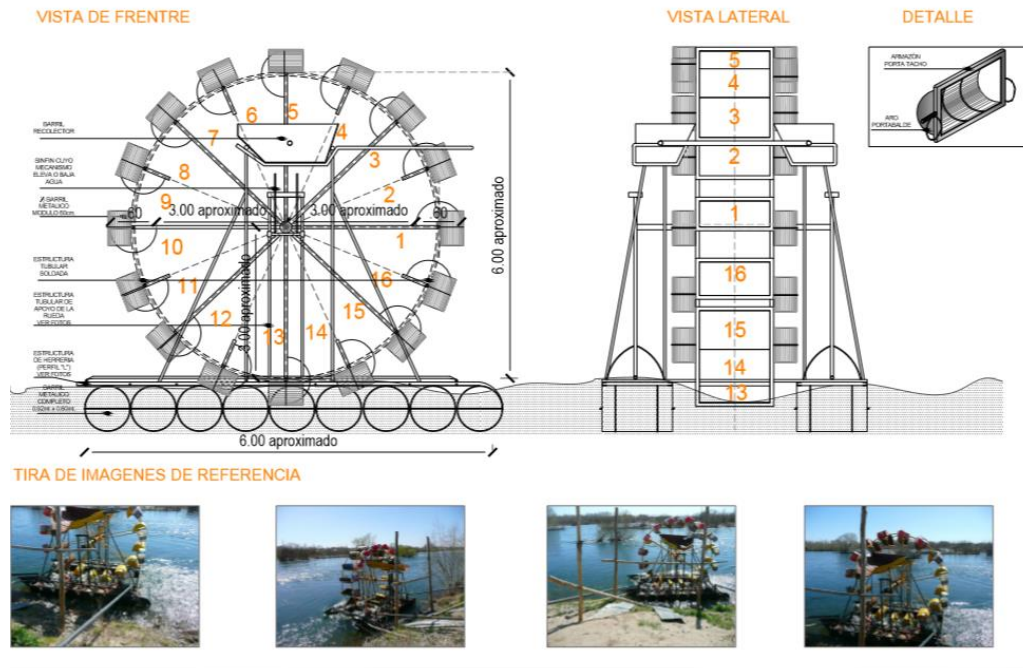 VISTA DE FRENTRE
VISTA LATERAL
DETALLE
BARRIL
RECOLECTOR
SINFIN CUYO
MECANISMO
ELEVA O BAJA
AGUA
METALICO
MODULO 60cm.
ESTRUCTURA
TUBULAR
SOLDADA
ESTRUCTURA
TUBULAR DE
APOYO DE LA
RUEDA
VER FOTOS
ESTRUCTURA
DE HERRERIA
(PERFIL "L")
VER FOTOS
BARRIL
METALICO
COMPLETO
5
6
4
7
3
8
2
9
.60
3.00 aproximado
3.00 aproximado
.60
1
10
11
16
12
15
13
14
3.00 aproximado
6.00 aproximado
6.00 aproximado
5
4
3
2
1
16
15
14
13
ARMAZÓN
PORTA TACHO
ARO
PORTABALDE
TIRA DE IMAGENES DE REFERENCIA